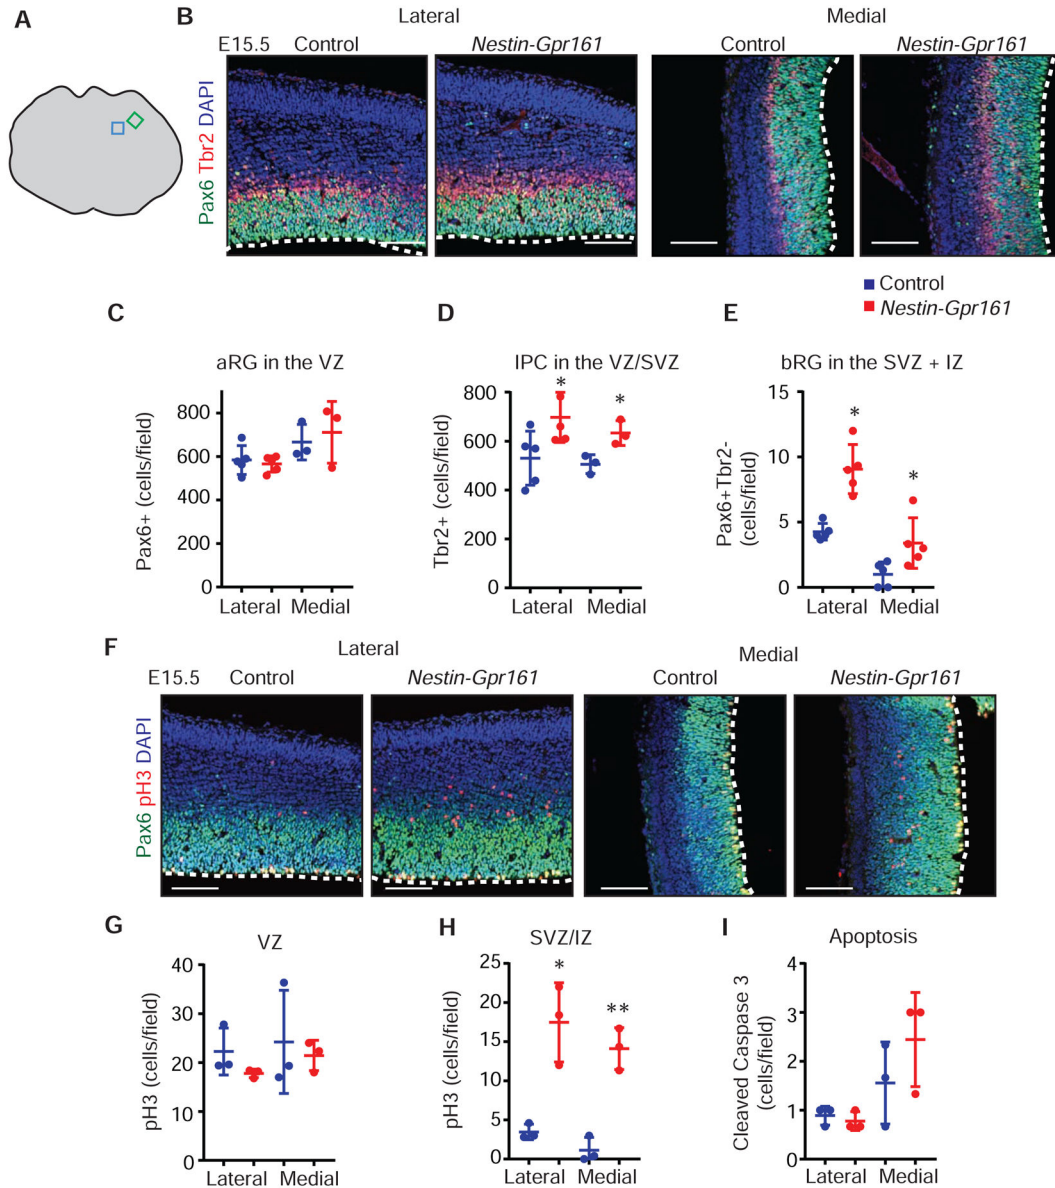 A
B
Lateral
Medial
E15.5 Control Nestin-Gpr161 Control Nestin-Gpr161
Pax6 Tbr2 DAPI
Control
Nestin-Gpr161
C
aRG in the VZ
Pax6+ (cells/field)
800
600
400
200
0
Lateral Medial
D
IPC in the VZ/SVZ
Tbr2+ (cells/field)
800
600
400
200
0
* *
Lateral Medial
E
bRG in the SVZ + IZ
Pax6+Tbr2-
(cells/field)
15
10
5
0
* *
Lateral Medial
F
Lateral
Medial
E15.5 Control Nestin-Gpr161 Control Nestin-Gpr161
Pax6 pH3 DAPI
G
VZ
pH3 (cells/field)
40
30
20
10
0
Lateral Medial
H
SVZ/IZ
pH3 (cells/field)
25
20
15
10
5
0
* **
Lateral Medial
I
Apoptosis
Cleaved Caspase 3
(cells/field)
4
3
2
1
0
Lateral Medial